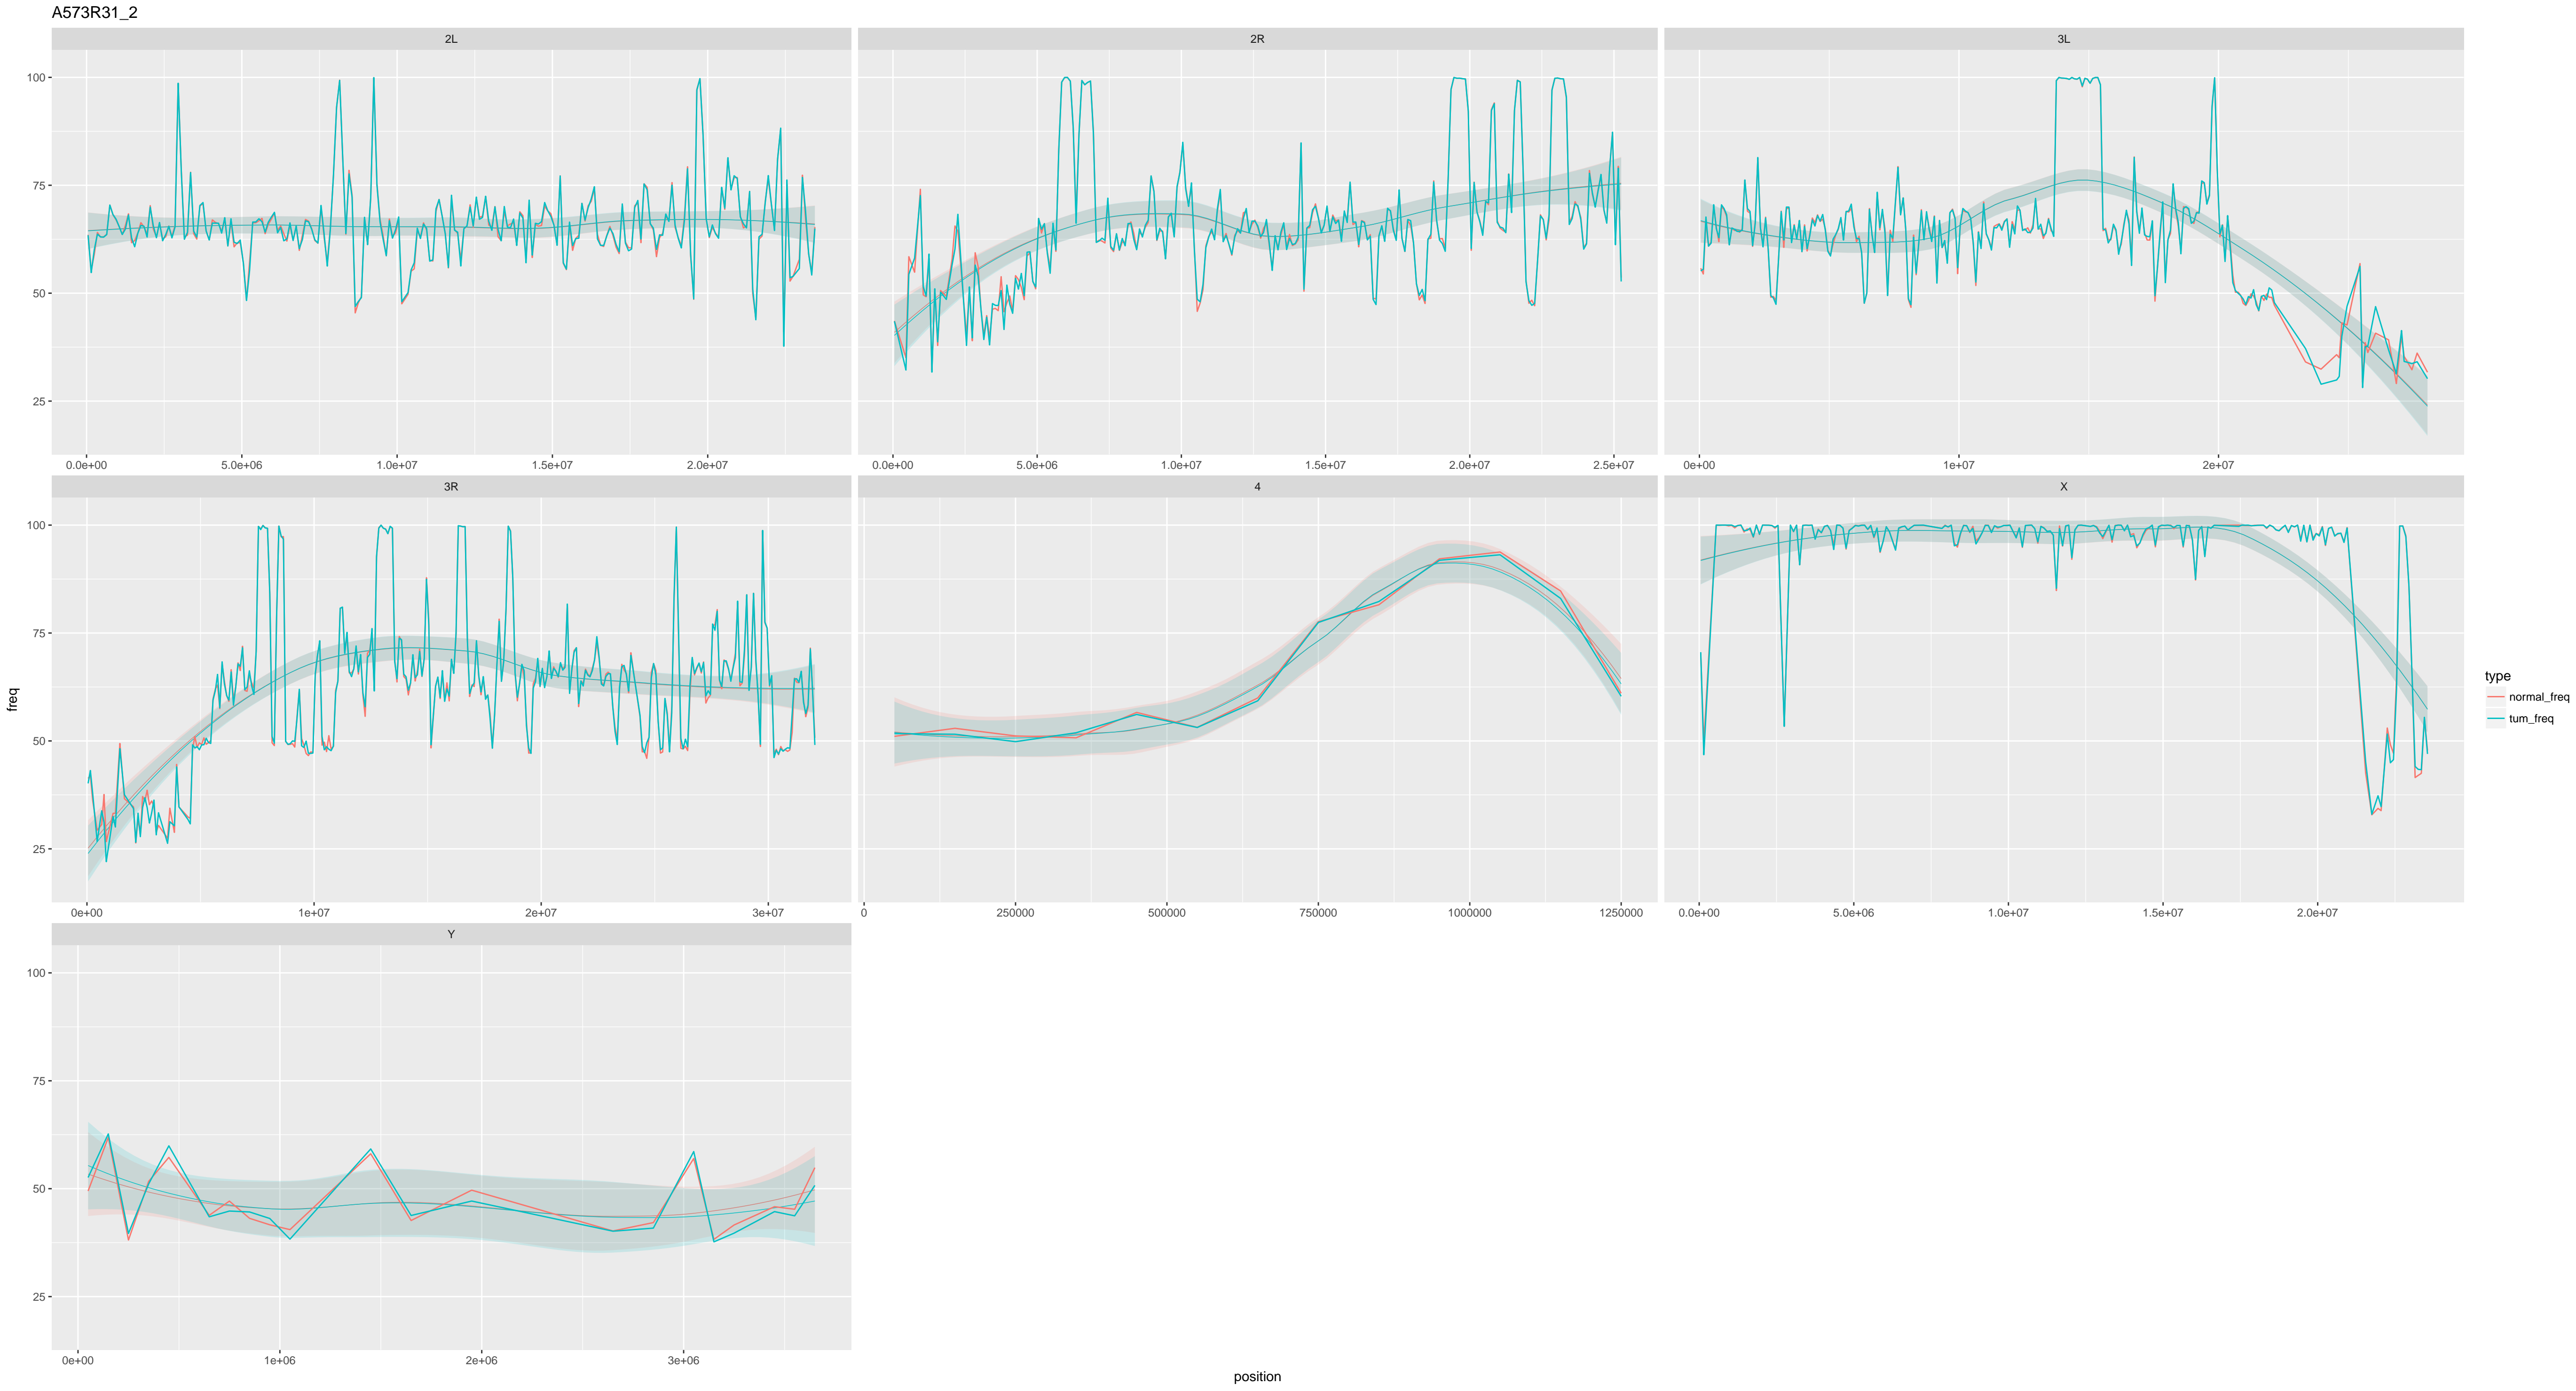 A573R31_2
2L
2R
3L
100
75
50
25
0.0e+00 5.0e+06 1.0e+07 1.5e+07 2.0e+07
0.0e+00 5.0e+06 1.0e+07 1.5e+07 2.0e+07 2.5e+07
0e+00 1e+07 2e+07
3R
4
X
100
75
50
25
0e+00 1e+07 2e+07 3e+07
0 250000 500000 750000 1000000 1250000
0.0e+00 5.0e+06 1.0e+07 1.5e+07 2.0e+07
freq
type
normal_freq
tum_freq
Y
100
75
50
25
0e+00 1e+06 2e+06 3e+06
position